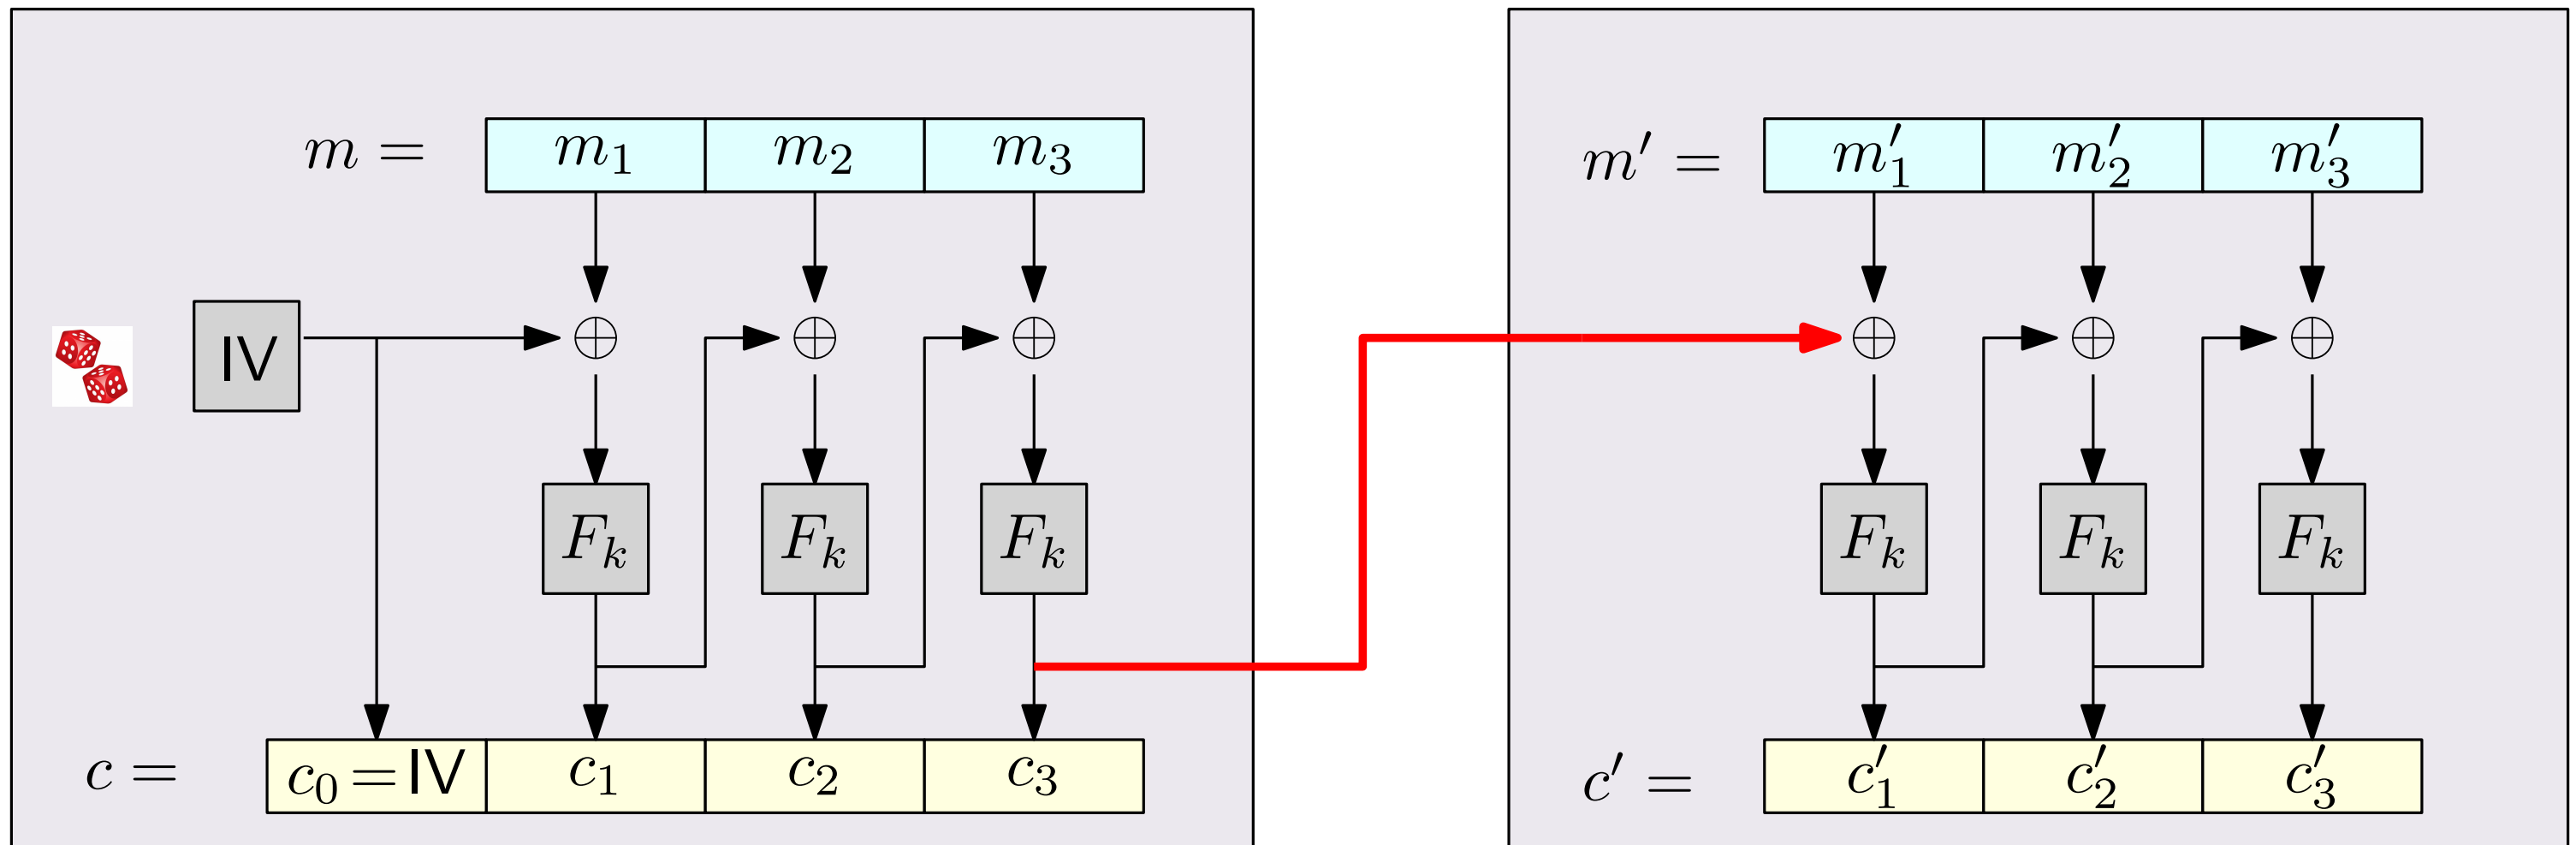 m = m₁ m₂ m₃
IV
Fₖ Fₖ Fₖ
c = c₀ = IV c₁ c₂ c₃
m′ = m′₁ m′₂ m′₃
Fₖ Fₖ Fₖ
c′ = c′₁ c′₂ c′₃